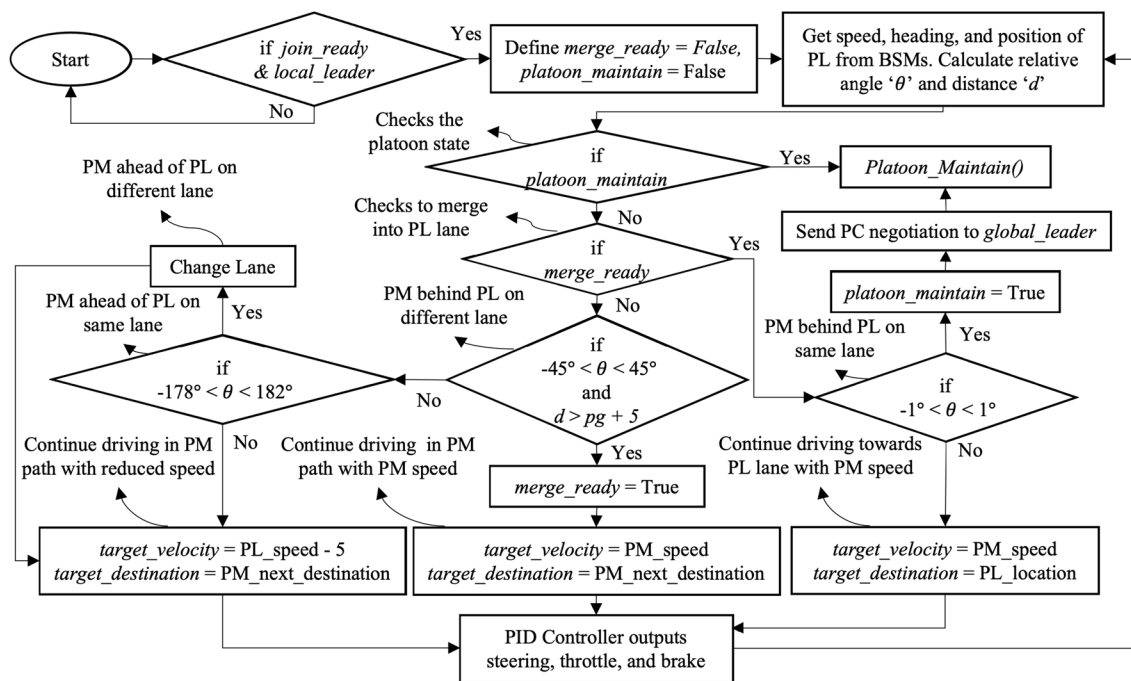 Start
if join_ready
& local_leader
Yes
No
Define merge_ready = False,
platoon_maintain = False
Get speed, heading, and position of
PL from BSMs. Calculate relative
angle ‘θ’ and distance ‘d’
Checks the
platoon state
if
platoon_maintain
Yes
No
Platoon_Maintain()
PM ahead of PL on
different lane
Checks to merge
into PL lane
if
merge_ready
Yes
No
Send PC negotiation to global_leader
Change Lane
platoon_maintain = True
PM ahead of PL on
same lane
Yes
PM behind PL on
different lane
PM behind PL on
same lane
Yes
if
-178° < θ < 182°
No
if
-45° < θ < 45°
and
d > pg + 5
No
Yes
if
-1° < θ < 1°
No
Continue driving in PM
path with reduced speed
Continue driving in PM
path with PM speed
Continue driving towards
PL lane with PM speed
merge_ready = True
target_velocity = PL_speed - 5
target_destination = PM_next_destination
target_velocity = PM_speed
target_destination = PM_next_destination
target_velocity = PM_speed
target_destination = PL_location
PID Controller outputs
steering, throttle, and brake